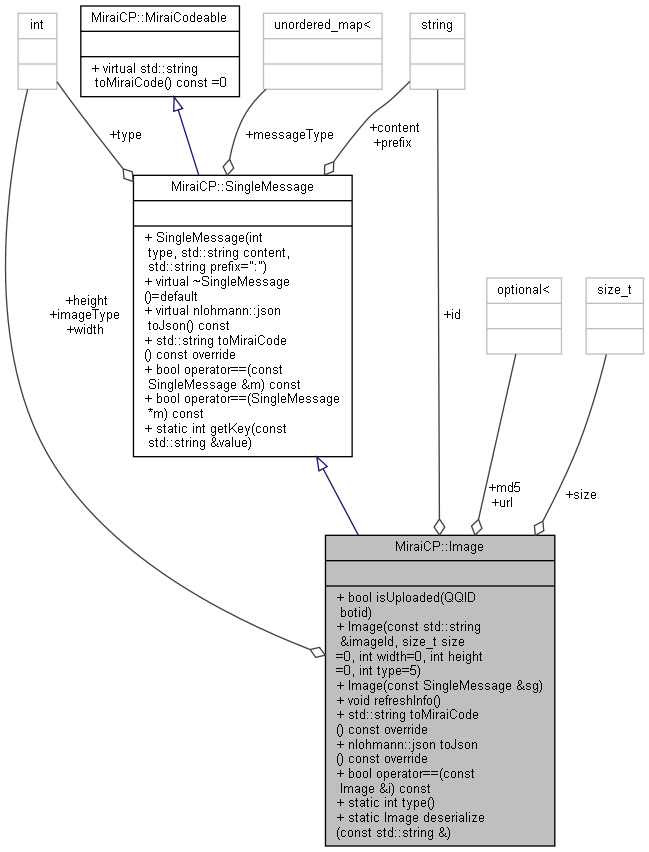 int
MiraiCP::MiraiCodeable
+ virtual std::string
toMiraiCode() const =0
unordered_map<
string
+type
+messageType
+content
+prefix
MiraiCP::SingleMessage
+ SingleMessage(int
type, std::string content,
std::string prefix=":")
+ virtual ~SingleMessage
()=default
+ virtual nlohmann::json
toJson() const
+ std::string toMiraiCode
() const override
+ bool operator==(const
SingleMessage &m) const
+ bool operator==(SingleMessage
*m) const
+ static int getKey(const
std::string &value)
optional<
size_t
+height
+imageType
+width
+id
+md5
+url
+size
MiraiCP::Image
+ bool isUploaded(QQID
botid)
+ Image(const std::string
&imageId, size_t size
=0, int width=0, int height
=0, int type=5)
+ Image(const SingleMessage &sg)
+ void refreshInfo()
+ std::string toMiraiCode
() const override
+ nlohmann::json toJson
() const override
+ bool operator==(const
Image &i) const
+ static int type()
+ static Image deserialize
(const std::string &)